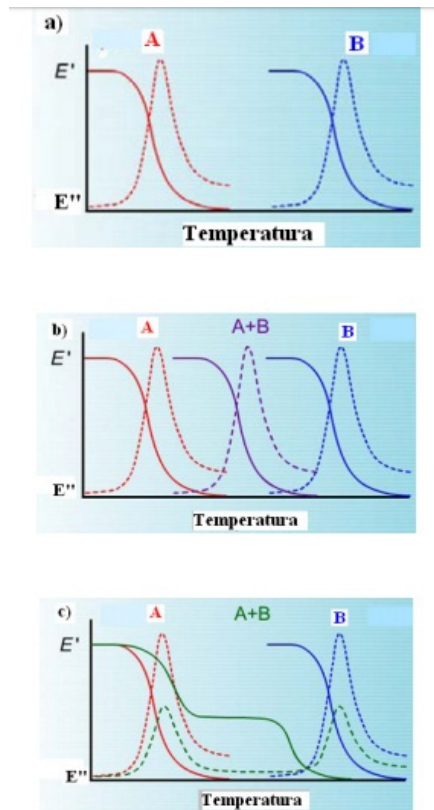 a)
A B
E'
E"
Temperatura
b)
A A+B B
E'
E"
Temperatura
c)
A A+B B
E'
E"
Temperatura